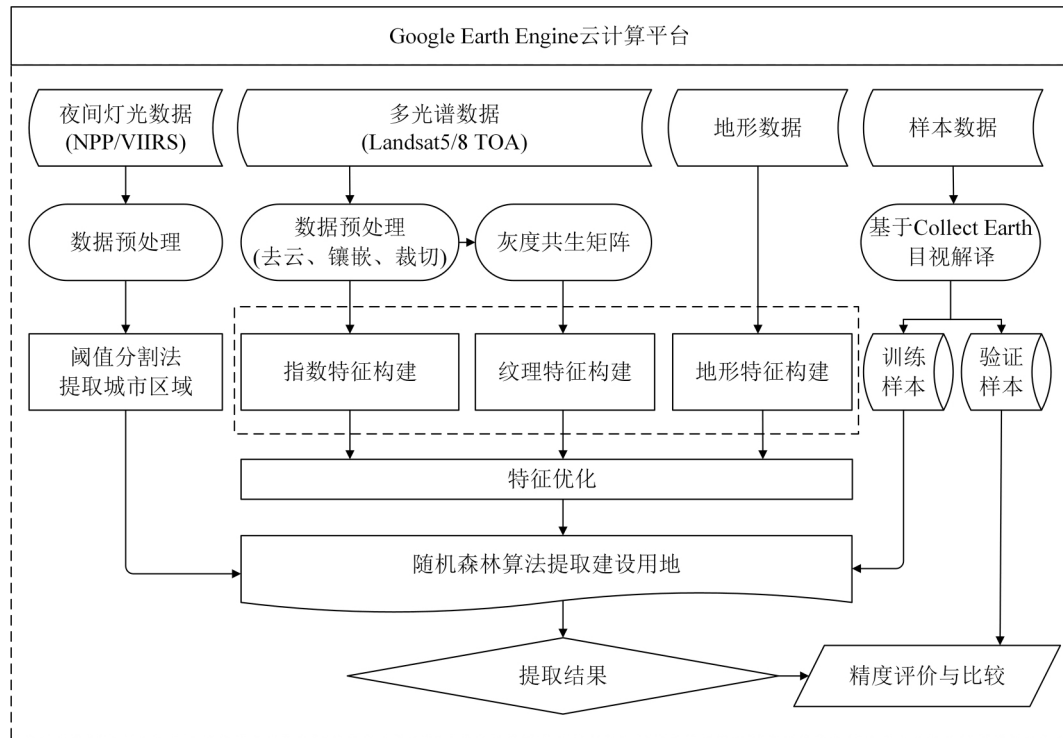 Google Earth Engine云计算平台
夜间灯光数据
(NPP/VIIRS)
多光谱数据
(Landsat5/8 TOA)
地形数据
样本数据
数据预处理
数据预处理
(去云、镶嵌、裁切)
灰度共生矩阵
基于Collect Earth
目视解译
阈值分割法
提取城市区域
指数特征构建
纹理特征构建
地形特征构建
训练
样本
验证
样本
特征优化
随机森林算法提取建设用地
提取结果
精度评价与比较